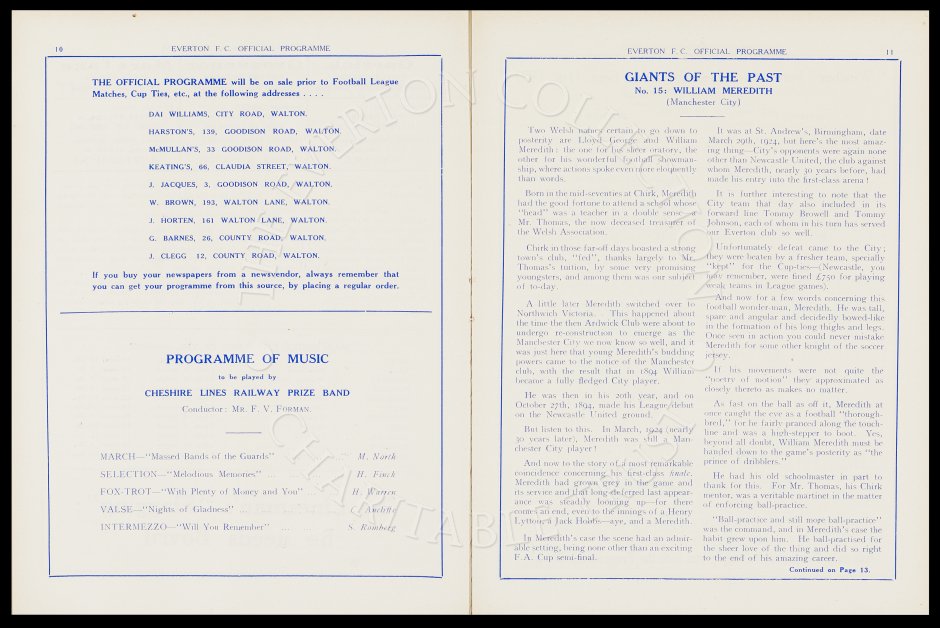 10
EVERTON F. C. OFFICIAL PROGRAMME
THE OFFICIAL PROGRAMME will be on sale prior to Football League
Matches, Cup Ties, etc., at the following addresses . . . .
DAI WILLIAMS, CITY ROAD, WALTON.
HARSTON'S, 139, GOODISON ROAD, WALTON.
McMULLAN'S, 33 GOODISON ROAD, WALTON.
KEATING'S, 66, CLAUDIA STREET, WALTON.
J. JACQUES, 3, GOODISON ROAD, WALTON.
W. BROWN, 193, WALTON LANE, WALTON.
J. HORTEN, 161 WALTON LANE, WALTON.
G. BARNES, 26, COUNTY ROAD, WALTON.
J. CLEGG 12, COUNTY ROAD, WALTON.
If you buy your newspapers from a newsvendor, always remember that
you can get your programme from this source, by placing a regular order.
PROGRAMME OF MUSIC
to be played by
CHESHIRE LINES RAILWAY PRIZE BAND
Conductor: MR. F. V. FORMAN.
MARCH—"Massed Bands of the Guards" ... M. North
SELECTION—"Melodious Memories" ... H. Finck
FOX-TROT—"With Plenty of Money and You" ... H. Warren
VALSE—"Nights of Gladness" ... Ancliffe
INTERMEZZO—"Will You Remember" ... S. Romberg
EVERTON F. C. OFFICIAL PROGRAMME
11
GIANTS OF THE PAST
No. 15: WILLIAM MEREDITH
(Manchester City)
Two Welsh names certain to go down to
posterity are Lloyd George and William
Meredith: the one for his sheer oratory, the
other for his wonderful football showman-
ship, where actions spoke even more eloquently
than words.
Born in the mid-seventies at Chirk, Meredith
had the good fortune to attend a school whose
"head" was a teacher in a double sense—a
Mr. Thomas, the now deceased treasurer of
the Welsh Association.
Chirk in those far-off days boasted a strong
town's club, "fed", thanks largely to Mr.
Thomas's tuition, by some very promising
youngsters, and among them was our subject
of to-day.
A little later Meredith switched over to
Northwich Victoria. . This happened about
the time the then Ardwick Club were about to
undergo re-construction to emerge as the
Manchester City we now know so well, and it
was just here that young Meredith's budding
powers came to the notice of the Manchester
club, with the result that in 1894 William
became a fully fledged City player.
He was then in his 20th year, and on
October 27th, 1894, made his League debut
on the Newcastle United ground.
But listen to this. In March, 1924 (nearly
30 years later), Meredith was still a Man-
chester City player!
And now to the story of a most remarkable
coincidence concerning his first-class finale.
Meredith had grown grey in the game and
its service and that long-deferred last appear-
ance was steadily looming up—for there
comes an end, even to the innings of a Henry
Lytton, a Jack Hobbs—aye, and a Meredith.
In Meredith's case the scene had an admir-
able setting, being none other than an exciting
F.A. Cup semi-final.
It was at St. Andrew's, Birmingham, date
March 29th, 1924, but here's the most amaz-
ing thing—City's opponents were again none
other than Newcastle United, the club against
whom Meredith, nearly 30 years before, had
made his entry into the first-class arena!
It is further interesting to note that the
City team that day also included in its
forward line Tommy Browell and Tommy
Johnson, each of whom in his turn has served
our Everton club so well.
Unfortunately defeat came to the City;
they were beaten by a fresher team, specially
"kept" for the Cup-ties—(Newcastle, you
may remember, were fined £750 for playing
weak teams in League games).
And now for a few words concerning this
football wonder-man, Meredith. He was tall,
spare and angular and decidedly bowed-like
in the formation of his long thighs and legs.
Once seen in action you could never mistake
Meredith for some other knight of the soccer
jersey.
If his movements were not quite the
"poetry of motion" they approximated as
closely thereto as makes no matter.
As fast on the ball as off it, Meredith at
once caught the eye as a football "thorough-
bred," for he fairly pranced along the touch-
line and was a high-stepper to boot. Yes,
beyond all doubt, William Meredith must be
handed down to the game's posterity as "the
prince of dribblers."
He had his old schoolmaster in part to
thank for this. For Mr. Thomas, his Chirk
mentor, was a veritable martinet in the matter
of enforcing ball-practice.
"Ball-practice and still more ball-practice"
was the command, and in Meredith's case the
habit grew upon him. He ball-practised for
the sheer love of the thing and did so right
to the end of his amazing career.
Continued on Page 13.
THE EVERTON COLLECTION
CHARITABLE